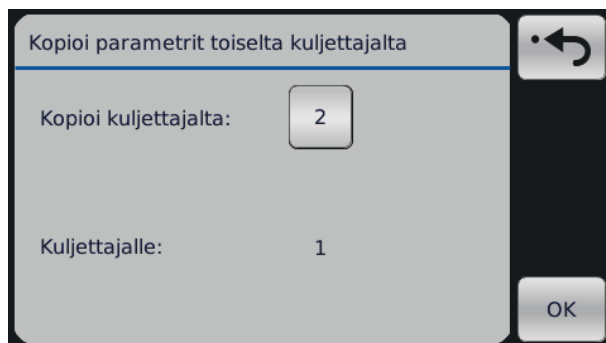 Kopioi parametrit toiselta kuljettajalta
Kopioi kuljettajalta: 2
Kuljettajalle: 1
OK